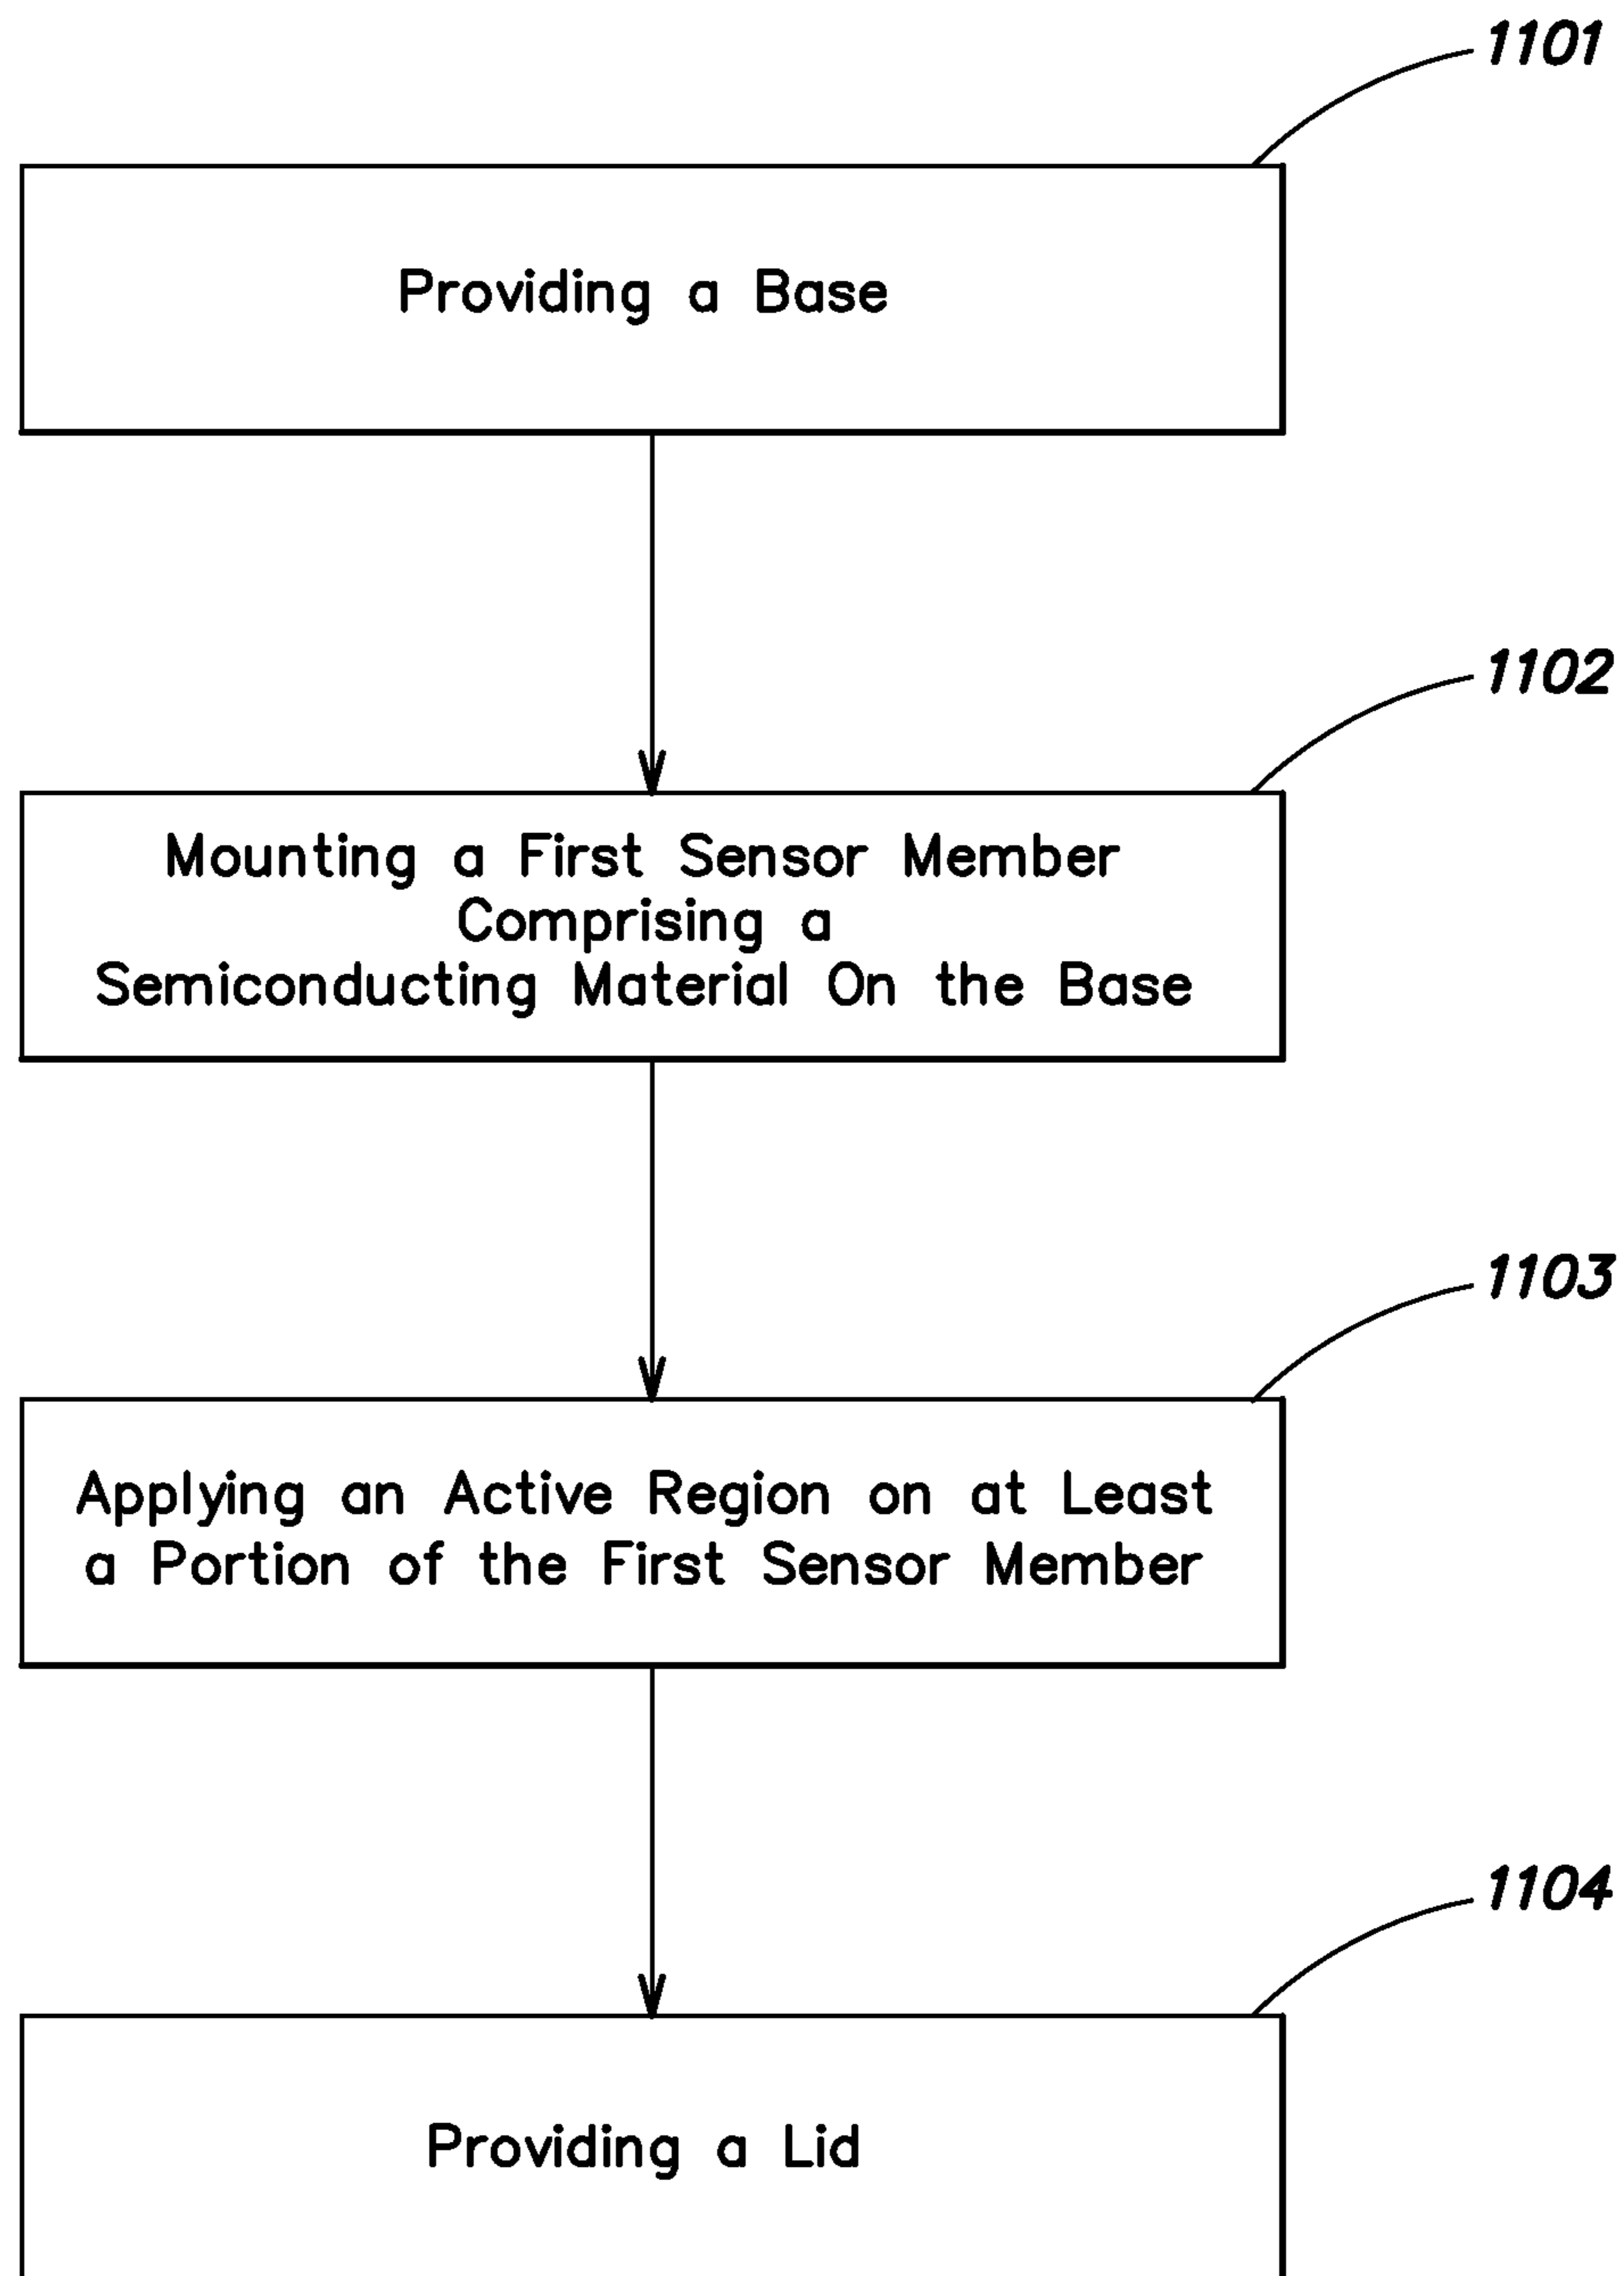 1101
Providing a Base
1102
Mounting a First Sensor Member
Comprising a
Semiconducting Material On the Base
1103
Applying an Active Region on at Least
a Portion of the First Sensor Member
1104
Providing a Lid